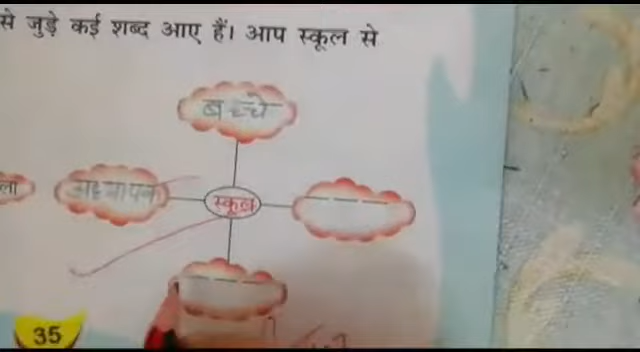 से जुड़े कई शब्द आए हैं। आप स्कूल से
बच्चे
ला
अध्यापक
स्कूल
35